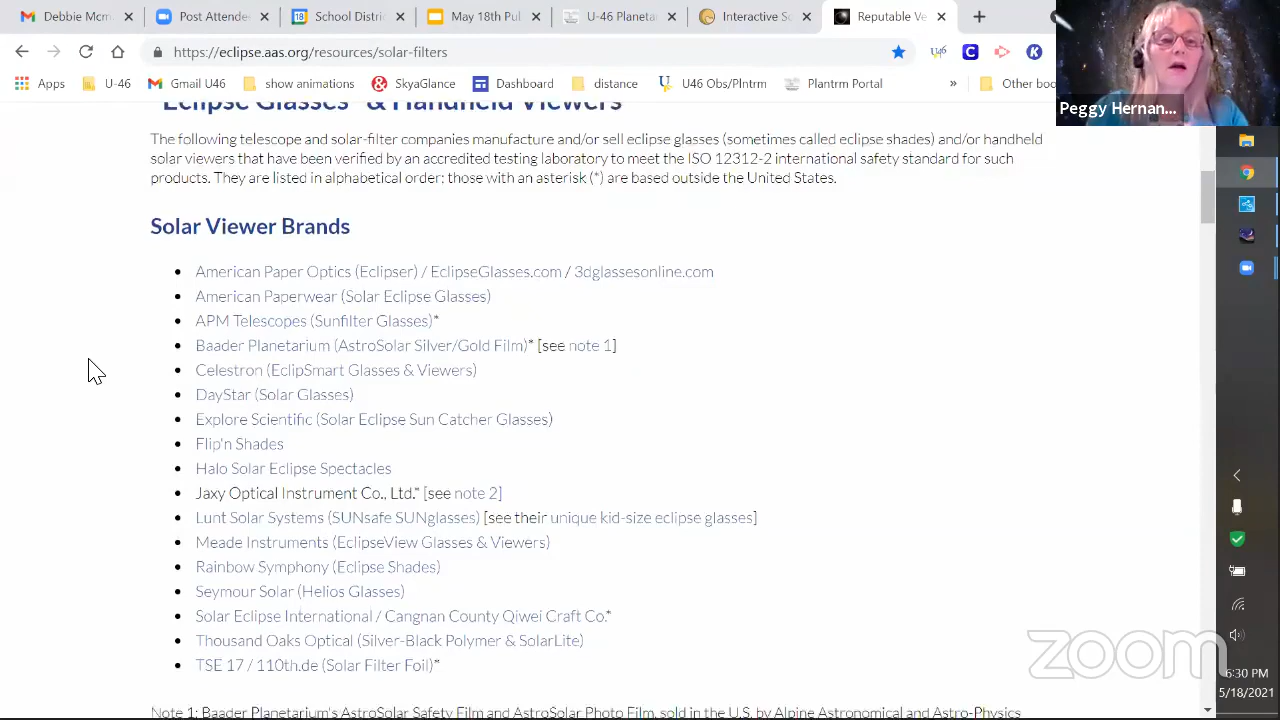 Debbie Mcm
Post Attende
School Distric
May 18th Pul
U-46 Planetar
Interactive So
Reputable Ve
https://eclipse.aas.org/resources/solar-filters
Apps
U-46
Gmail U46
short animation
SkyaGlance
Dashboard
distance
U46 Obs/Plntrm
Plantrm Portal
»
Other boo
Peggy Hernan...
Eclipse Glasses & Handheld Viewers
The following telescope and solar-filter companies manufacture and/or sell eclipse glasses (sometimes called eclipse shades) and/or handheld
solar viewers that have been verified by an accredited testing laboratory to meet the ISO 12312-2 international safety standard for such
products. They are listed in alphabetical order; those with an asterisk (*) are based outside the United States.
Solar Viewer Brands
• American Paper Optics (Eclipser) / EclipseGlasses.com / 3dglassesonline.com
• American Paperwear (Solar Eclipse Glasses)
• APM Telescopes (Sunfilter Glasses)*
• Baader Planetarium (AstroSolar Silver/Gold Film)* [see note 1]
• Celestron (EclipSmart Glasses & Viewers)
• DayStar (Solar Glasses)
• Explore Scientific (Solar Eclipse Sun Catcher Glasses)
• Flip'n Shades
• Halo Solar Eclipse Spectacles
• Jaxy Optical Instrument Co., Ltd.* [see note 2]
• Lunt Solar Systems (SUNsafe SUNglasses) [see their unique kid-size eclipse glasses]
• Meade Instruments (EclipseView Glasses & Viewers)
• Rainbow Symphony (Eclipse Shades)
• Seymour Solar (Helios Glasses)
• Solar Eclipse International / Cangnan County Qiwei Craft Co.*
• Thousand Oaks Optical (Silver-Black Polymer & SolarLite)
• TSE 17 / 110th.de (Solar Filter Foil)*
Note 1: Baader Planetarium's AstroSolar Safety Film and AstroSolar Photo Film, sold in the U.S. by Alpine Astronomical and Astro-Physics
zoom
6:30 PM
5/18/2021